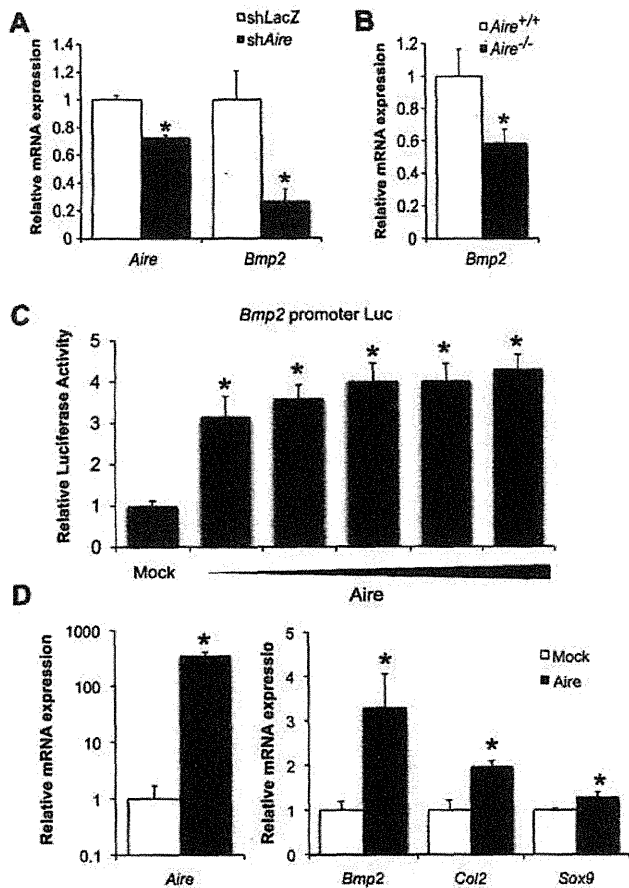 A
B
□ shLacZ
■ shAire
□ Aire+/+
■ Aire-/-
Relative mRNA expression
1.4
1.2
1
0.8
0.6
0.4
0.2
0
*
*
Aire
Bmp2
Relative mRNA expression
1.2
1
0.8
0.6
0.4
0.2
0
*
Bmp2
C
Bmp2 promoter Luc
Relative Luciferase Activity
5
4
3
2
1
0
*
*
*
*
*
Mock
Aire
D
Relative mRNA expression
1000
100
10
1
0.1
*
Aire
Relative mRNA expressio
5
4
3
2
1
0
*
*
*
□ Mock
■ Aire
Bmp2
Col2
Sox9